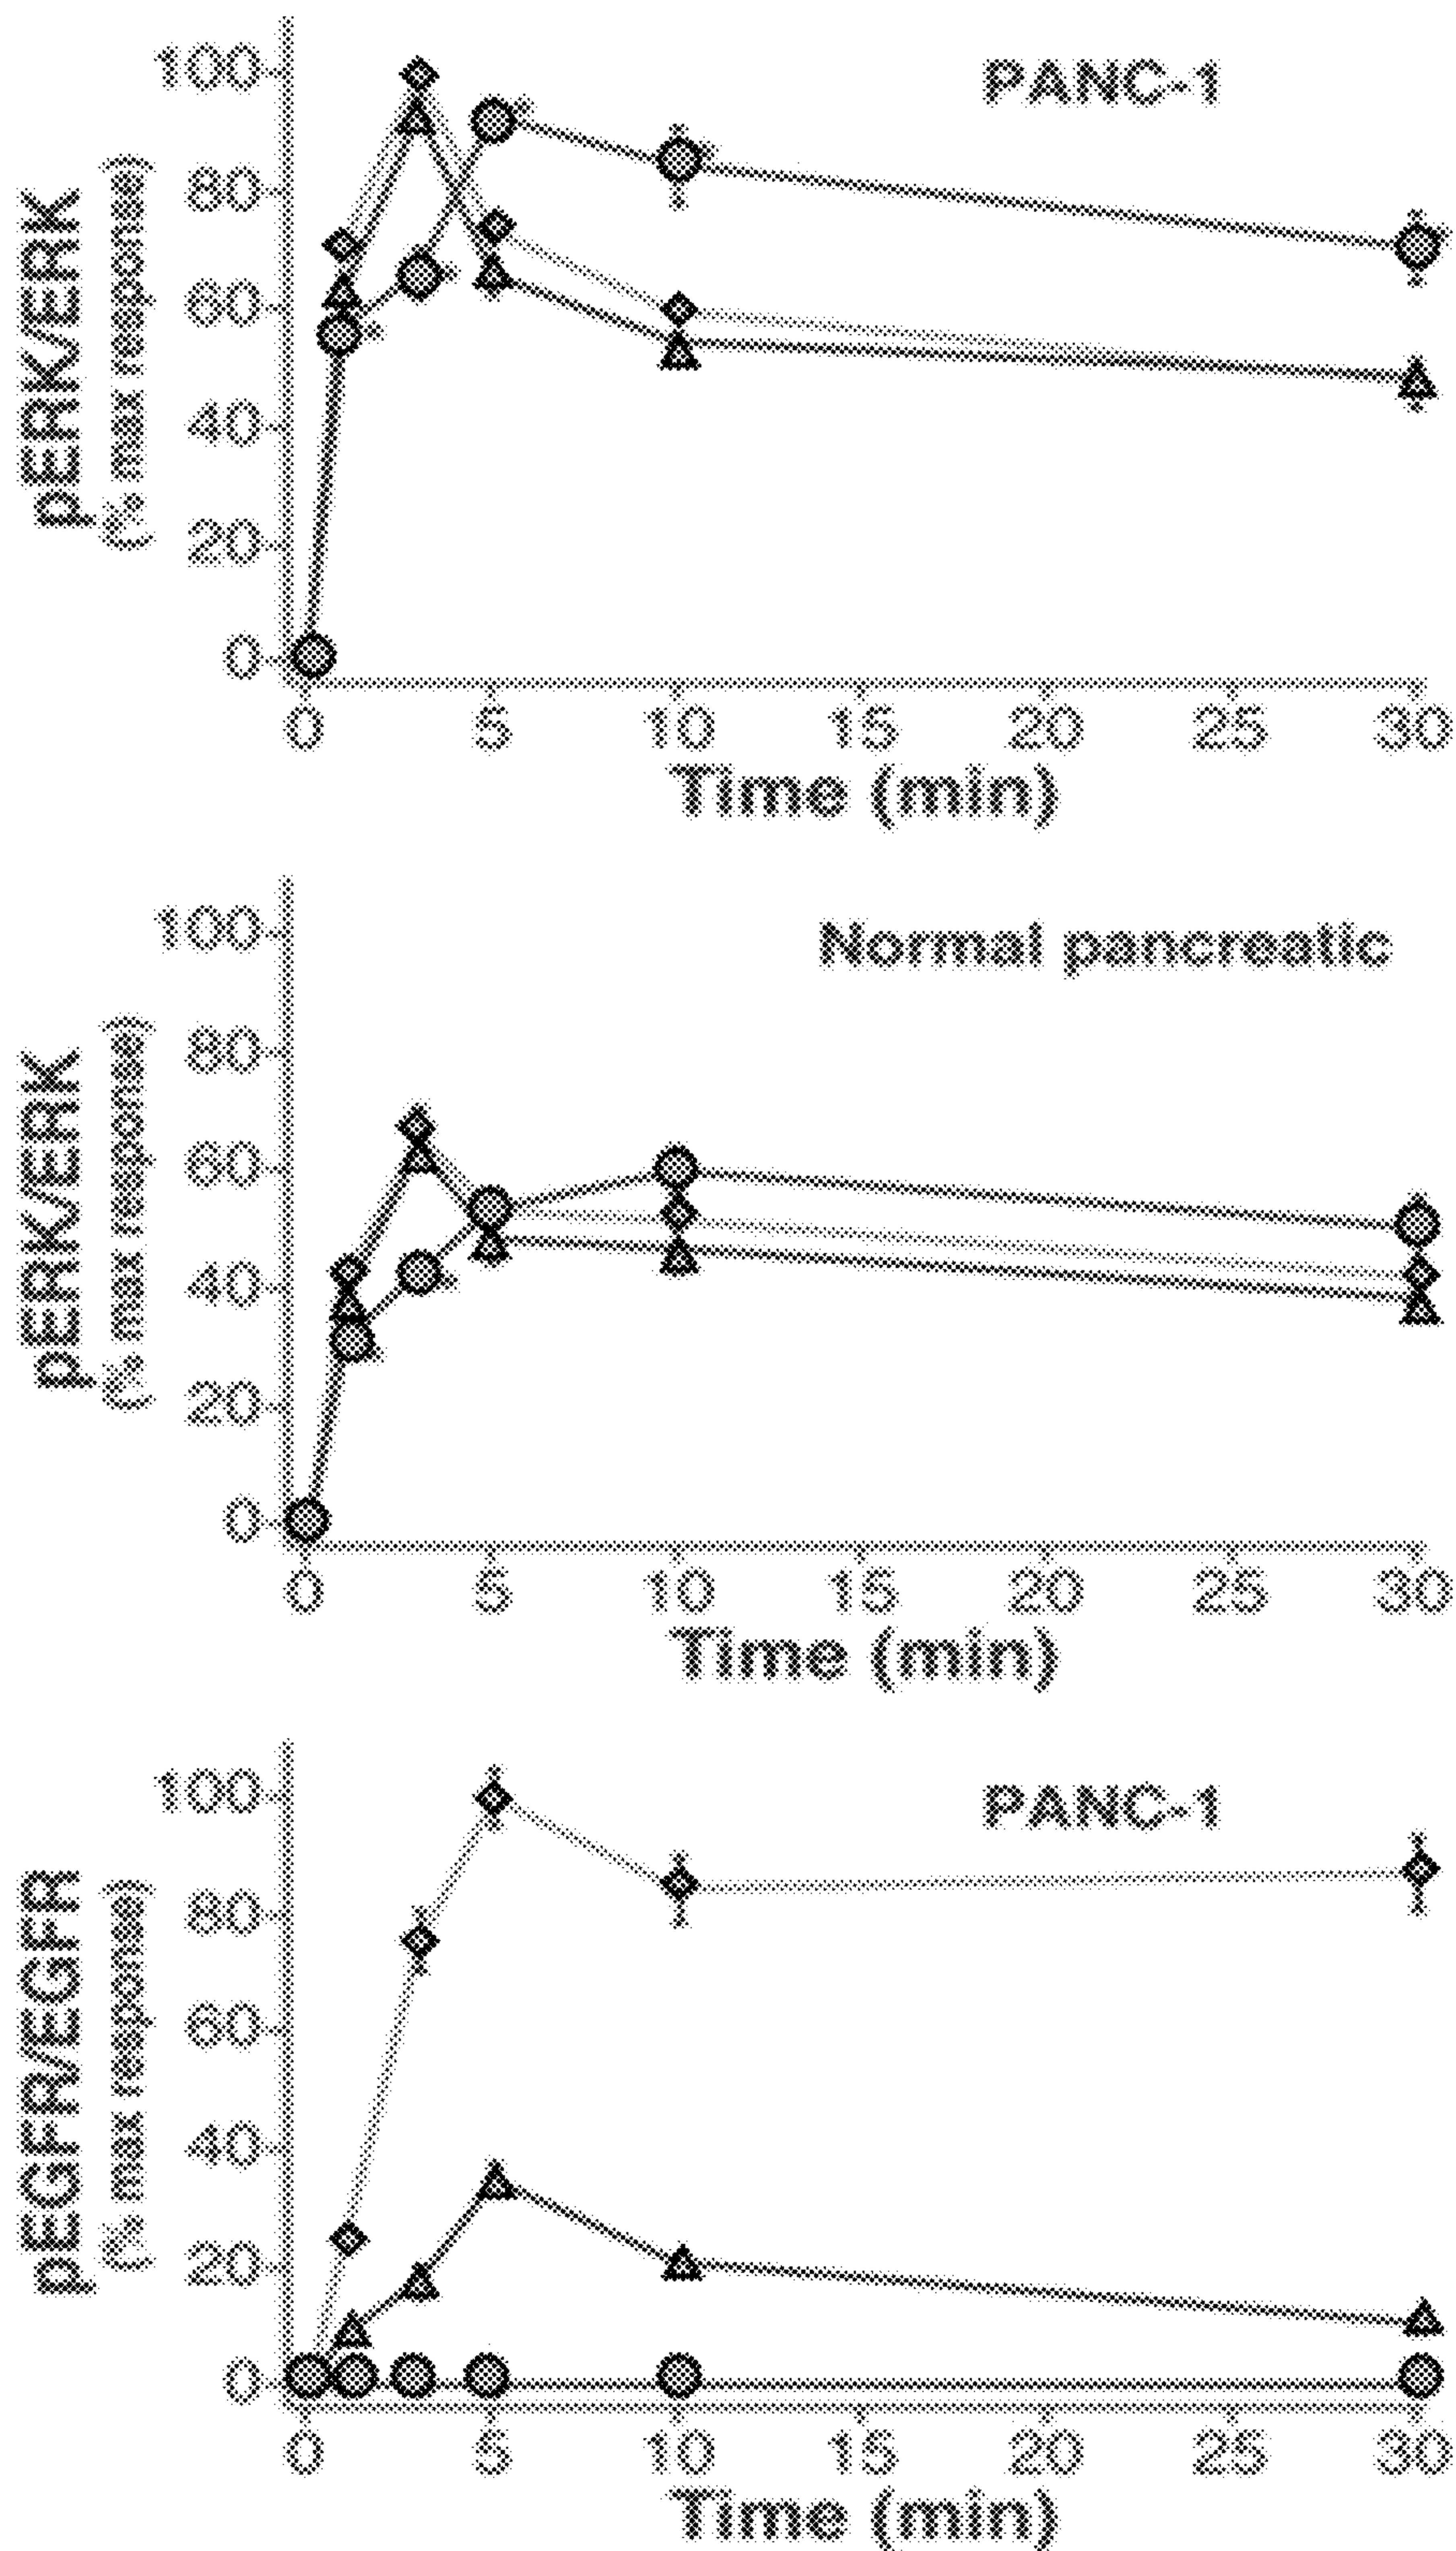 PANC-1
pERK/ERK
(% max response)
100
80
60
40
20
0
0 5 10 15 20 25 30
Time (min)
Normal pancreatic
pERK/ERK
(% max response)
100
80
60
40
20
0
0 5 10 15 20 25 30
Time (min)
PANC-1
pEGFR/EGFR
(% max response)
100
80
60
40
20
0
0 5 10 15 20 25 30
Time (min)